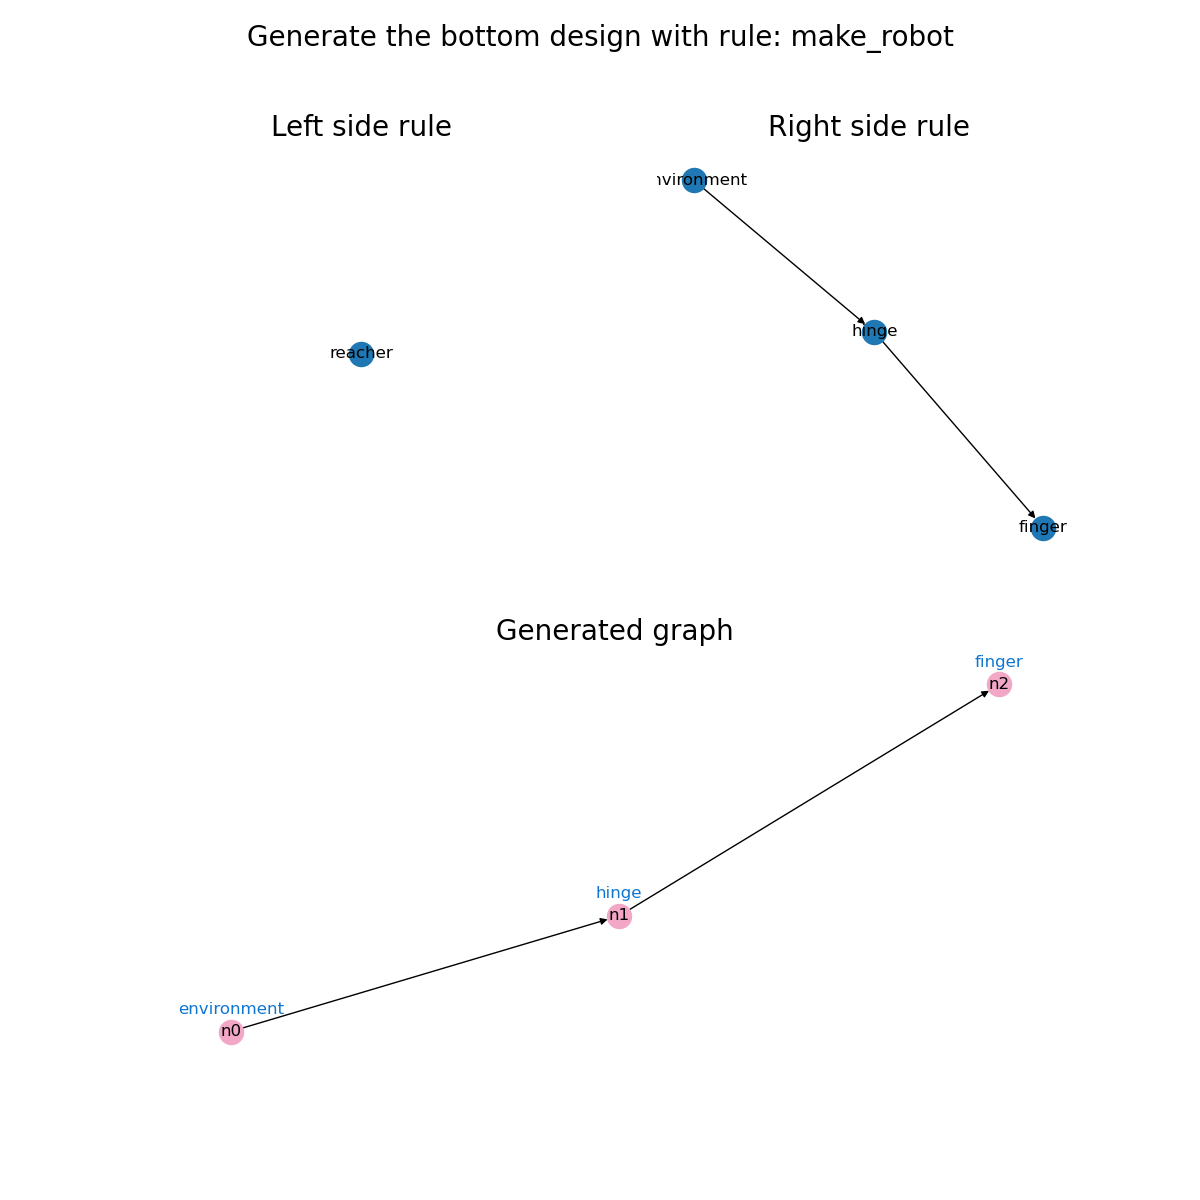 Generate the bottom design with rule: make_robot
Left side rule
Right side rule
nvironment
hinge
reacher
finger
Generated graph
finger
n2
hinge
n1
environment
n0